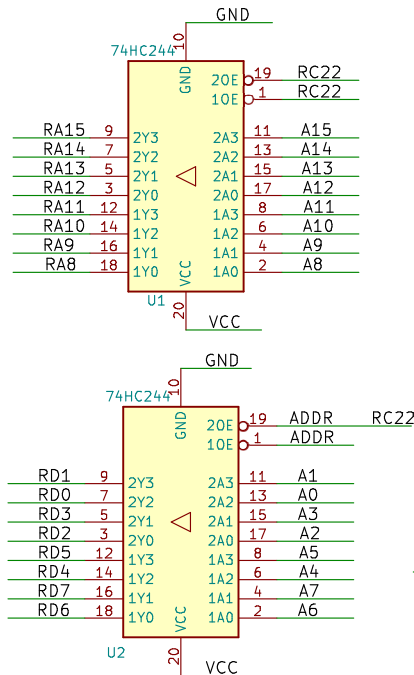 GND
10
74HC244
GND 2OE 19 RC22
1OE 1 RC22
RA15 9 2Y3 2A3 11 A15
RA14 7 2Y2 2A2 13 A14
RA13 5 2Y1 2A1 15 A13
RA12 3 2Y0 2A0 17 A12
RA11 12 1Y3 1A3 8 A11
RA10 14 1Y2 1A2 6 A10
RA9 16 1Y1 1A1 4 A9
RA8 18 1Y0 VCC 1A0 2 A8
U1
20
VCC
GND
10
74HC244
GND 2OE 19 ADDR RC22
1OE 1 ADDR
RD1 9 2Y3 2A3 11 A1
RD0 7 2Y2 2A2 13 A0
RD3 5 2Y1 2A1 15 A3
RD2 3 2Y0 2A0 17 A2
RD5 12 1Y3 1A3 8 A5
RD4 14 1Y2 1A2 6 A4
RD7 16 1Y1 1A1 4 A7
RD6 18 1Y0 VCC 1A0 2 A6
U2
20
VCC